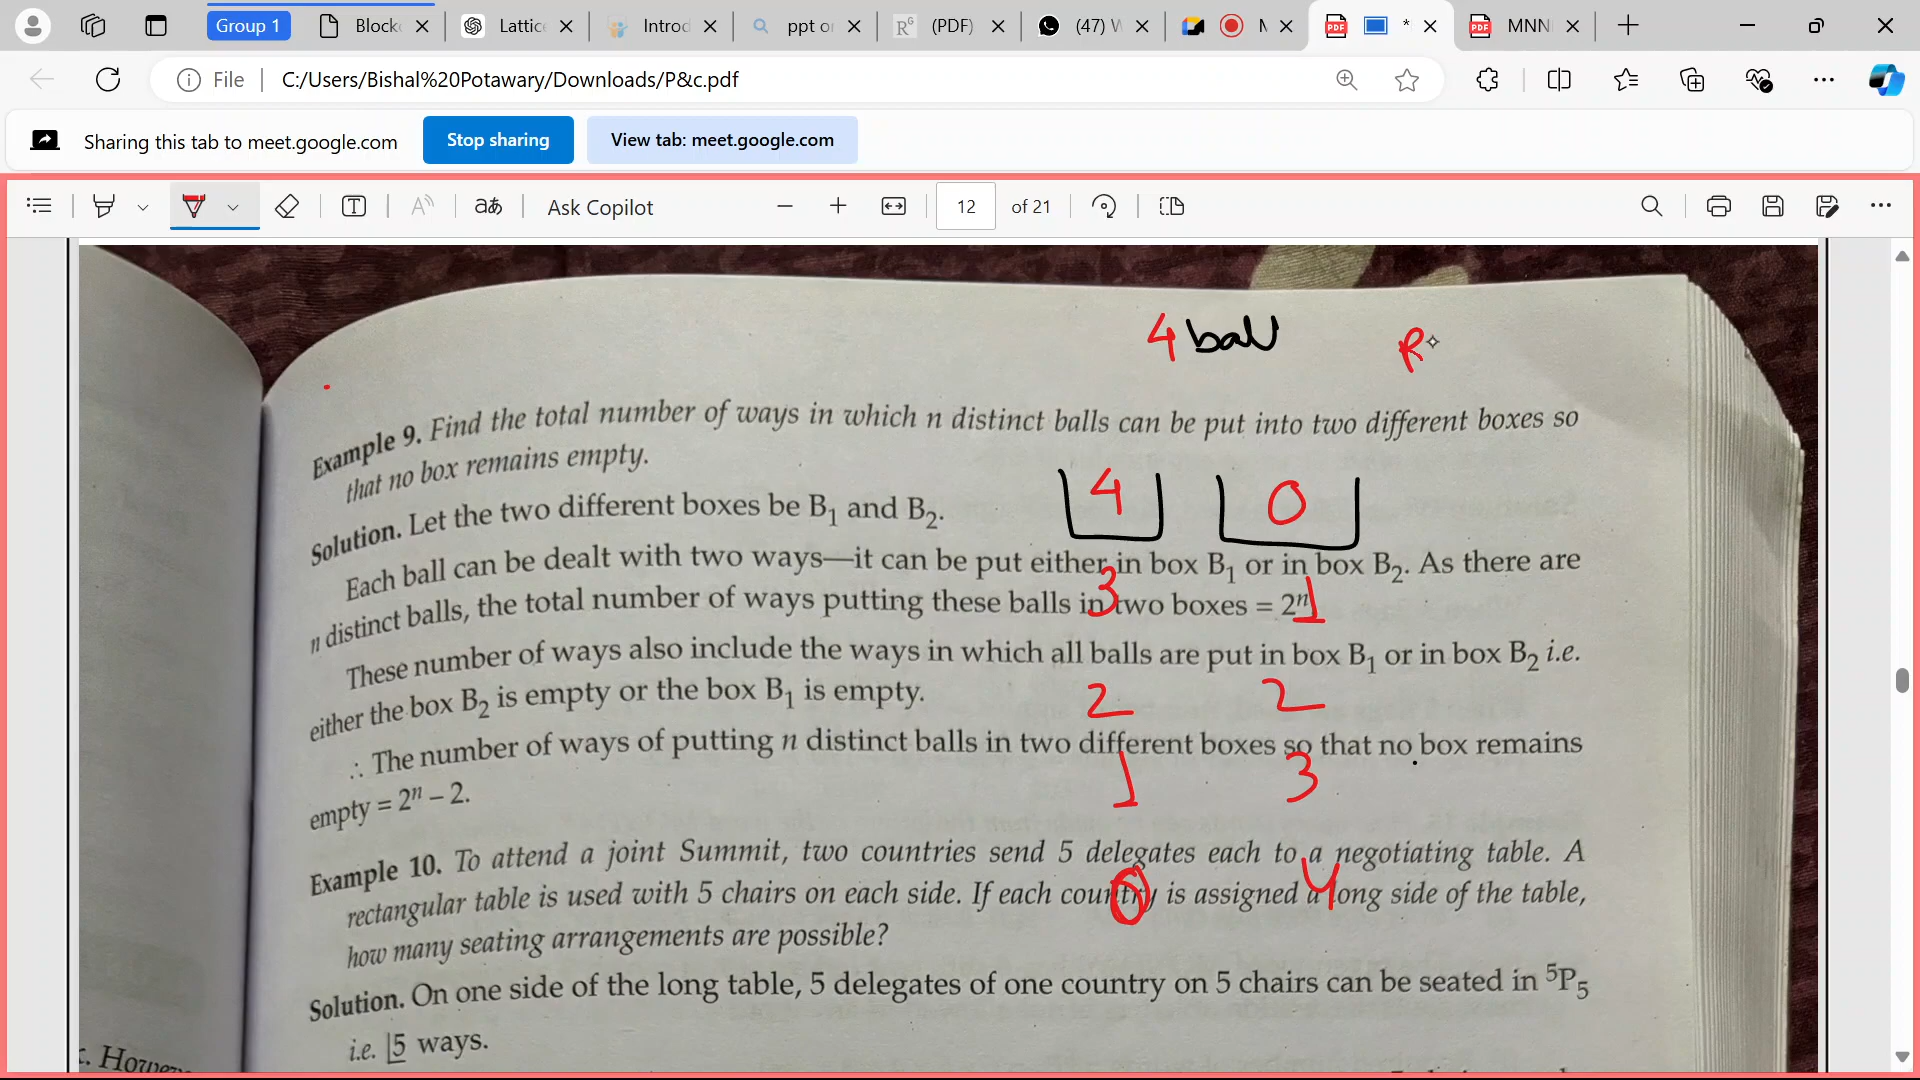 Group 1 Block Lattic Introd ppt or (PDF) (47) W M * MNN
File C:/Users/Bishal%20Potawary/Downloads/P&c.pdf
Sharing this tab to meet.google.com Stop sharing View tab: meet.google.com
aあ Ask Copilot 12 of 21
4 ball R
Example 9. Find the total number of ways in which n distinct balls can be put into two different boxes so
that no box remains empty.
4 0
Solution. Let the two different boxes be B1 and B2.
Each ball can be dealt with two ways—it can be put either in box B1 or in box B2. As there are
3 1
n distinct balls, the total number of ways putting these balls in two boxes = 2ⁿ.
These number of ways also include the ways in which all balls are put in box B1 or in box B2 i.e.
either the box B2 is empty or the box B1 is empty.
2 2
∴ The number of ways of putting n distinct balls in two different boxes so that no box remains
1 3
empty = 2ⁿ – 2.
Example 10. To attend a joint Summit, two countries send 5 delegates each to a negotiating table. A
rectangular table is used with 5 chairs on each side. If each country is assigned a long side of the table,
0 4
how many seating arrangements are possible?
Solution. On one side of the long table, 5 delegates of one country on 5 chairs can be seated in ⁵P₅
i.e. |5 ways.
. Howev